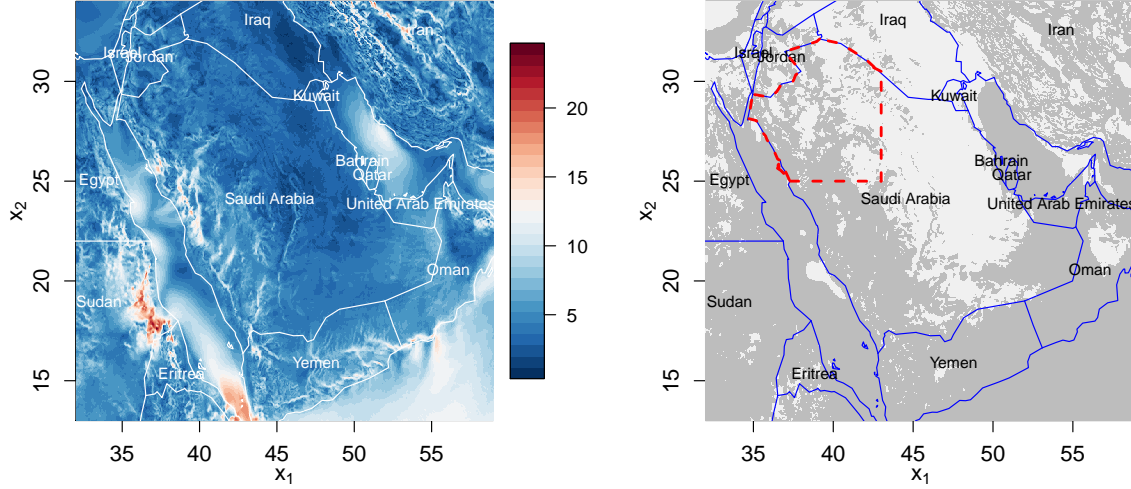 Iraq
Iran
Israel
Jordan
Kuwait
Bahrain
Qatar
Egypt
Saudi Arabia
United Arab Emirates
Oman
Sudan
Yemen
Eritrea
30
25
20
15
x2
35 40 45 50 55
x1
20
15
10
5
Iraq
Iran
Israel
Jordan
Kuwait
Bahrain
Qatar
Egypt
Saudi Arabia
United Arab Emirates
Oman
Sudan
Yemen
Eritrea
30
25
20
15
x2
35 40 45 50 55
x1